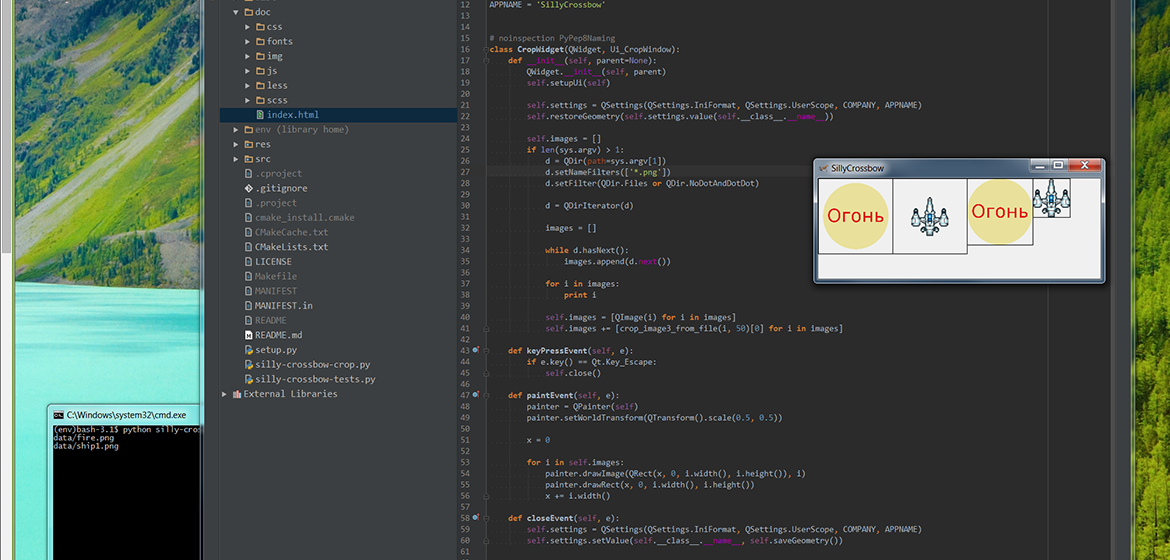 doc
css
fonts
img
js
less
scss
index.html
env (library home)
res
src
.cproject
.gitignore
.project
cmake_install.cmake
CMakeCache.txt
CMakeLists.txt
LICENSE
Makefile
MANIFEST
MANIFEST.in
README
README.md
setup.py
silly-crossbow-crop.py
silly-crossbow-tests.py
External Libraries
C:\Windows\system32\cmd.exe
(env)bash-3.1$ python silly-cros
data/fire.png
data/ship1.png
12 APPNAME = 'SillyCrossbow'
13
14
15 # noinspection PyPep8Naming
16 class CropWidget(QWidget, Ui_CropWindow):
17 def __init__(self, parent=None):
18 QWidget.__init__(self, parent)
19 self.setupUi(self)
20
21 self.settings = QSettings(QSettings.IniFormat, QSettings.UserScope, COMPANY, APPNAME)
22 self.restoreGeometry(self.settings.value(self.__class__.__name__))
23
24 self.images = []
25 if len(sys.argv) > 1:
26 d = QDir(path=sys.argv[1])
27 d.setNameFilters(['*.png'])
28 d.setFilter(QDir.Files or QDir.NoDotAndDotDot)
29
30 d = QDirIterator(d)
31
32 images = []
33
34 while d.hasNext():
35 images.append(d.next())
36
37 for i in images:
38 print i
39
40 self.images = [QImage(i) for i in images]
41 self.images += [crop_image3_from_file(i, 50)[0] for i in images]
42
43 def keyPressEvent(self, e):
44 if e.key() == Qt.Key_Escape:
45 self.close()
46
47 def paintEvent(self, e):
48 painter = QPainter(self)
49 painter.setWorldTransform(QTransform().scale(0.5, 0.5))
50
51 x = 0
52
53 for i in self.images:
54 painter.drawImage(QRect(x, 0, i.width(), i.height()), i)
55 painter.drawRect(x, 0, i.width(), i.height())
56 x += i.width()
57
58 def closeEvent(self, e):
59 self.settings = QSettings(QSettings.IniFormat, QSettings.UserScope, COMPANY, APPNAME)
60 self.settings.setValue(self.__class__.__name__, self.saveGeometry())
61
SillyCrossbow
Огонь
Огонь